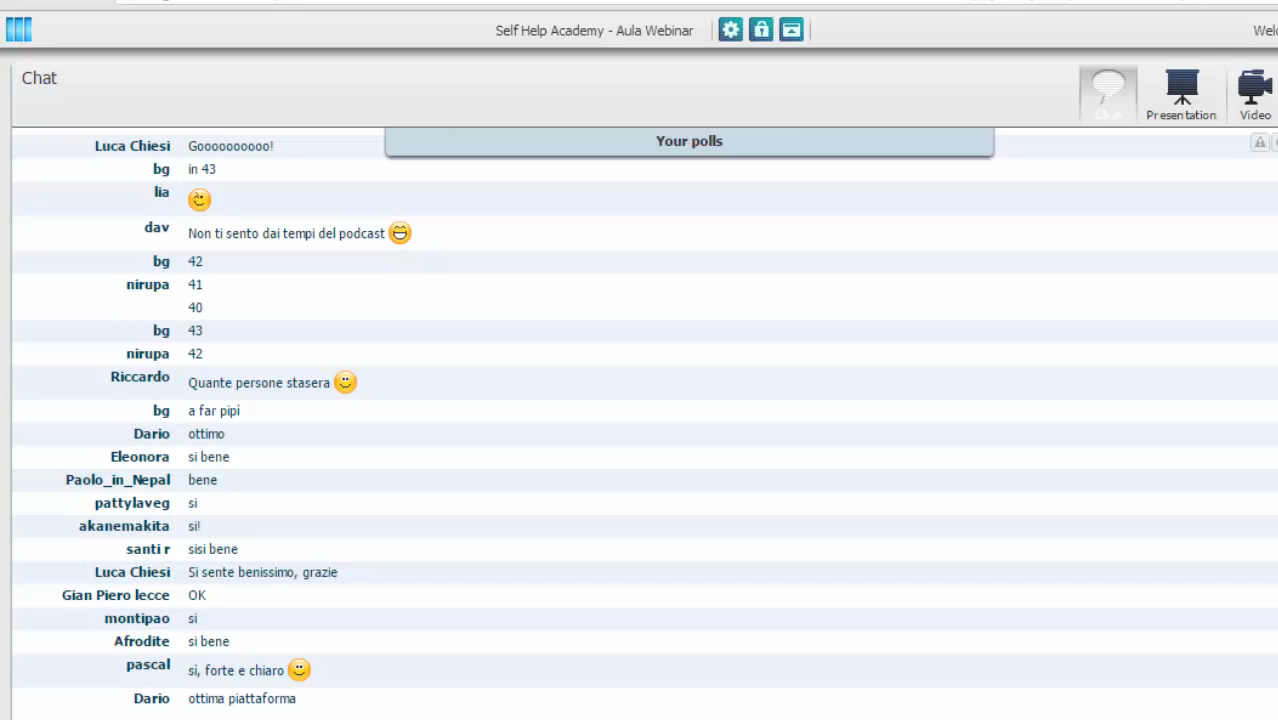 Self Help Academy - Aula Webinar
Chat
Chat
Presentation
Video
Your polls
Luca Chiesi Goooooooooo!
bg in 43
lia
dav Non ti sento dai tempi del podcast
bg 42
nirupa 41
40
bg 43
nirupa 42
Riccardo Quante persone stasera
bg a far pipi
Dario ottimo
Eleonora si bene
Paolo_in_Nepal bene
pattylaveg si
akanemakita si!
santi r sisi bene
Luca Chiesi Si sente benissimo, grazie
Gian Piero lecce OK
montipao si
Afrodite si bene
pascal si, forte e chiaro
Dario ottima piattaforma